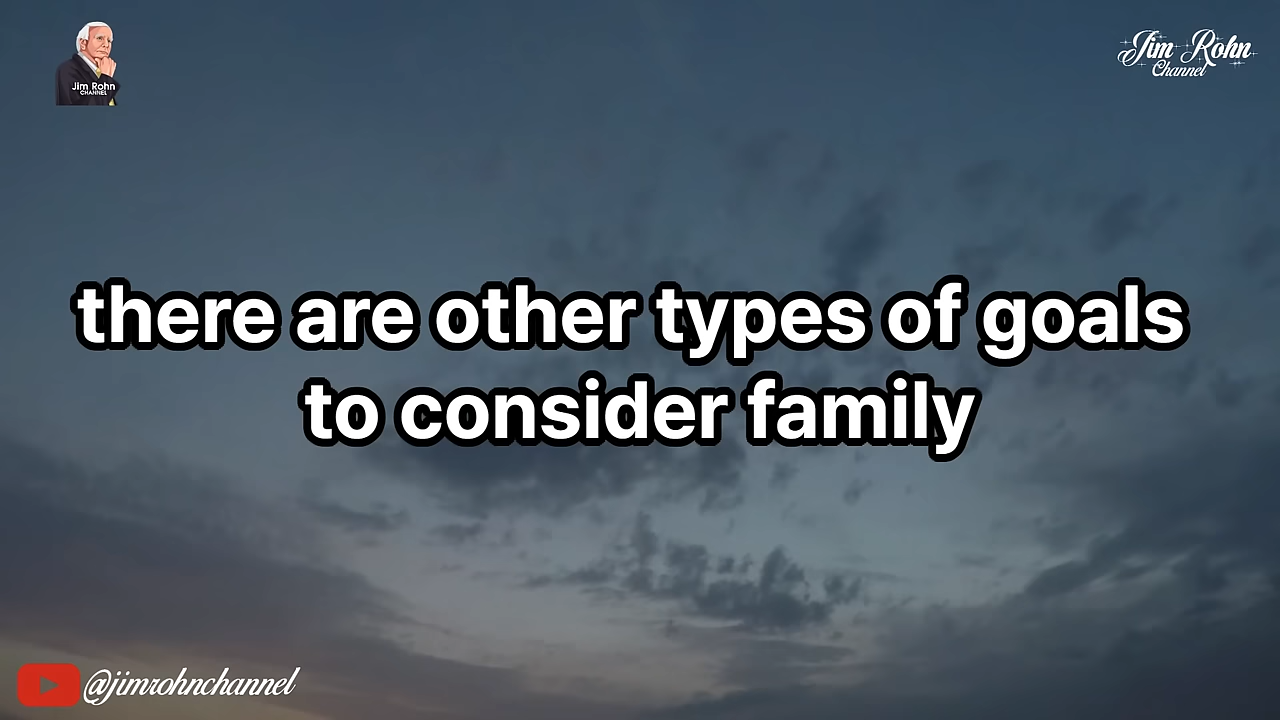 Jim Rohn
CHANNEL
Jim Rohn
Channel
there are other types of goals
to consider family
@jimrohnchannel